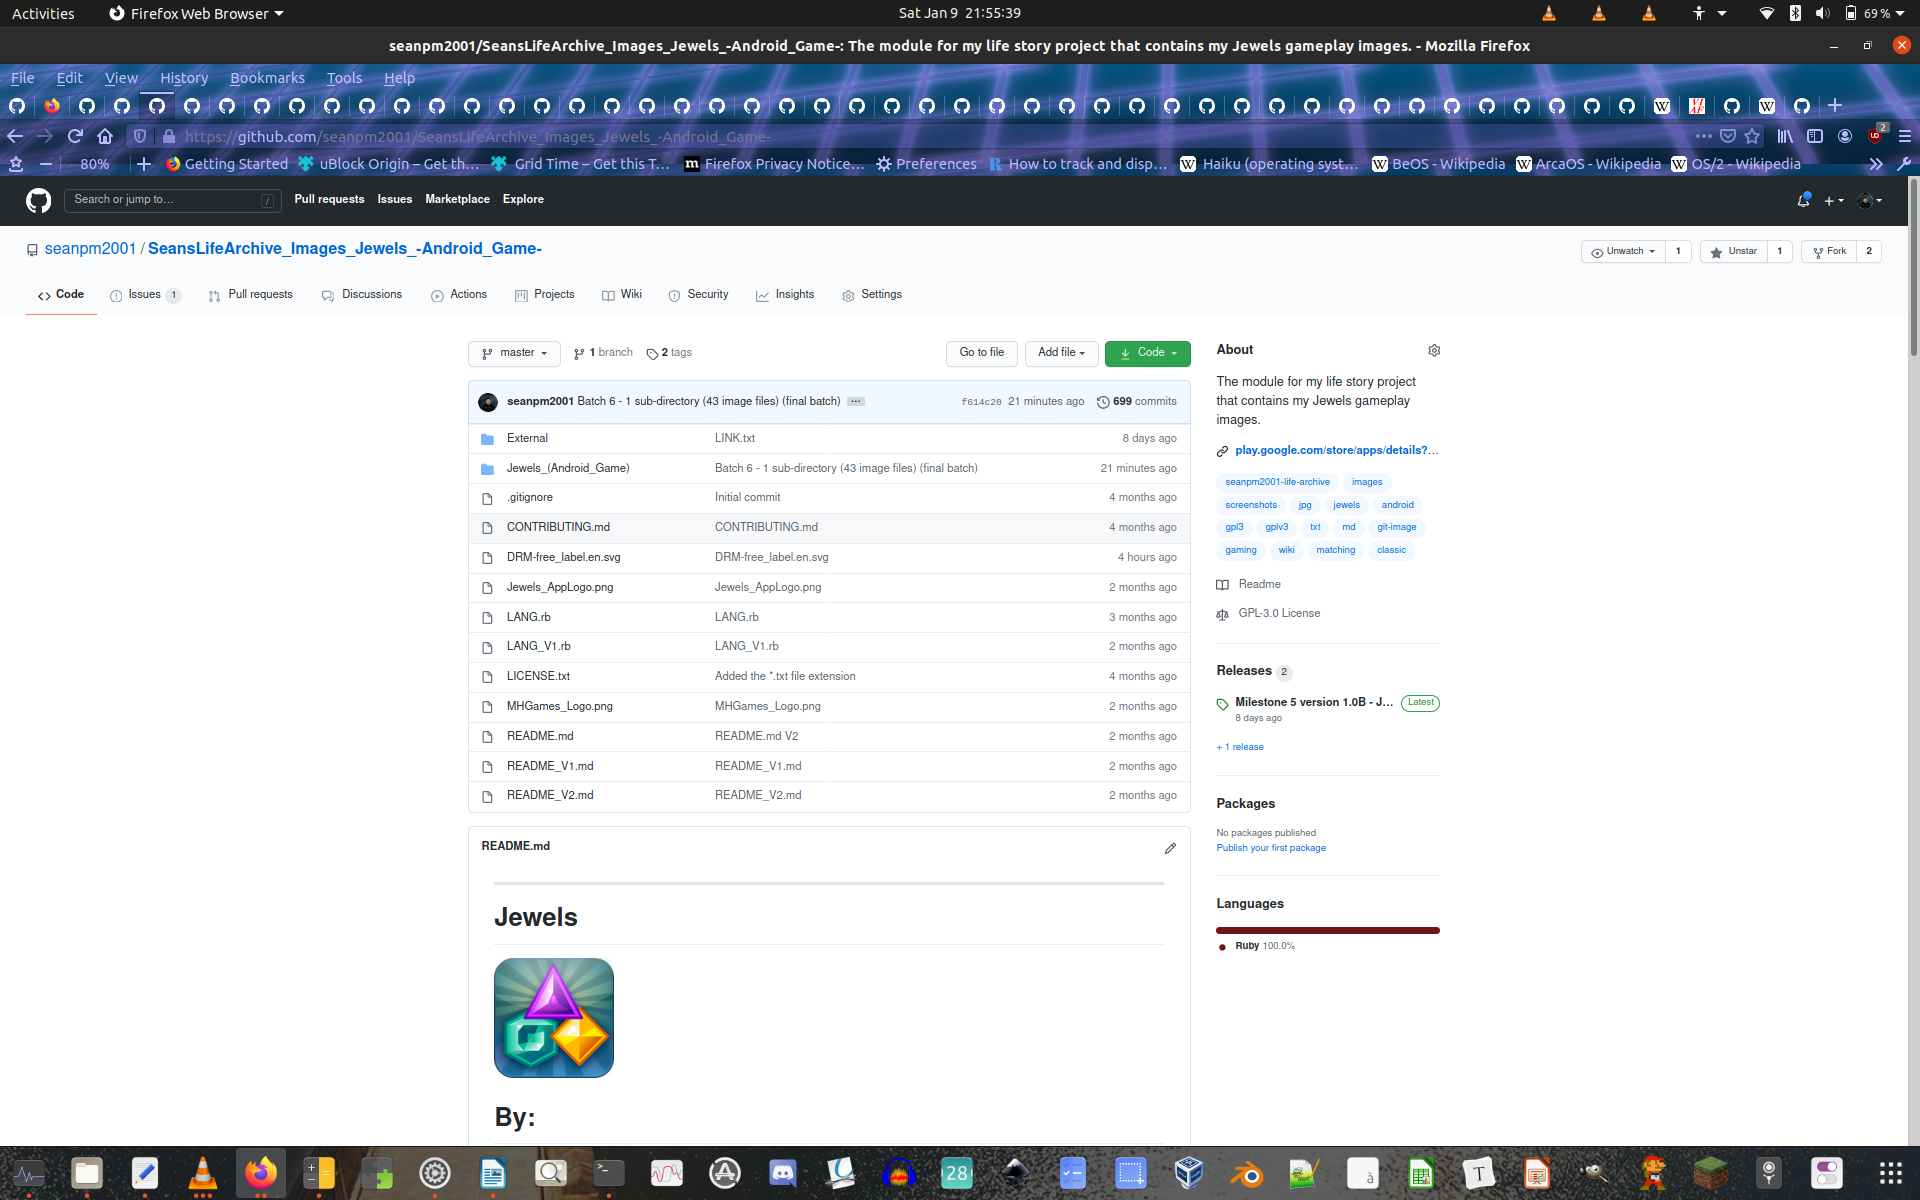 Activities Firefox Web Browser Sat Jan 9 21:55:39 69 %
seanpm2001/SeansLifeArchive_Images_Jewels_-Android_Game-: The module for my life story project that contains my Jewels gameplay images. - Mozilla Firefox
File Edit View History Bookmarks Tools Help
https://github.com/seanpm2001/SeansLifeArchive_Images_Jewels_-Android_Game- 2
80% Getting Started uBlock Origin – Get th… Grid Time – Get this T… Firefox Privacy Notice… Preferences How to track and disp… Haiku (operating syst… BeOS - Wikipedia ArcaOS - Wikipedia OS/2 - Wikipedia
Search or jump to… / Pull requests Issues Marketplace Explore
seanpm2001 / SeansLifeArchive_Images_Jewels_-Android_Game- Unwatch 1 Unstar 1 Fork 2
Code Issues 1 Pull requests Discussions Actions Projects Wiki Security Insights Settings
master 1 branch 2 tags Go to file Add file Code
seanpm2001 Batch 6 - 1 sub-directory (43 image files) (final batch) ... f614c20 21 minutes ago 699 commits
External LINK.txt 8 days ago
Jewels_(Android_Game) Batch 6 - 1 sub-directory (43 image files) (final batch) 21 minutes ago
.gitignore Initial commit 4 months ago
CONTRIBUTING.md CONTRIBUTING.md 4 months ago
DRM-free_label.en.svg DRM-free_label.en.svg 4 hours ago
Jewels_AppLogo.png Jewels_AppLogo.png 2 months ago
LANG.rb LANG.rb 3 months ago
LANG_V1.rb LANG_V1.rb 2 months ago
LICENSE.txt Added the *.txt file extension 4 months ago
MHGames_Logo.png MHGames_Logo.png 2 months ago
README.md README.md V2 2 months ago
README_V1.md README_V1.md 2 months ago
README_V2.md README_V2.md 2 months ago
README.md
Jewels
By:
About
The module for my life story project
that contains my Jewels gameplay
images.
play.google.com/store/apps/details?…
seanpm2001-life-archive images
screenshots jpg jewels android
gpl3 gplv3 txt md git-image
gaming wiki matching classic
Readme
GPL-3.0 License
Releases 2
Milestone 5 version 1.0B - J… Latest
8 days ago
+ 1 release
Packages
No packages published
Publish your first package
Languages
Ruby 100.0%
28